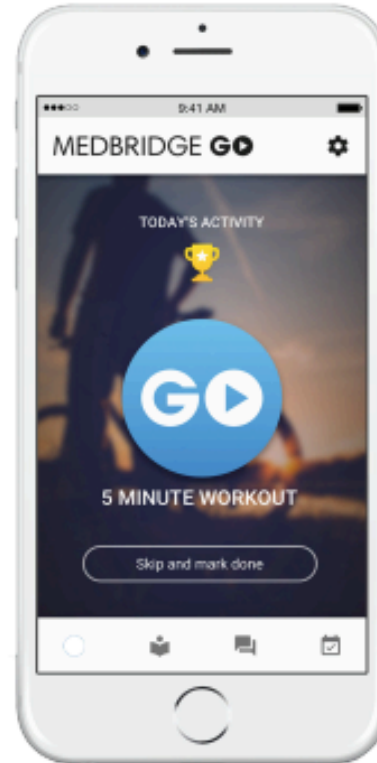 9:41 AM
MEDBRIDGE GO
TODAY'S ACTIVITY
GO
5 MINUTE WORKOUT
Skip and mark done